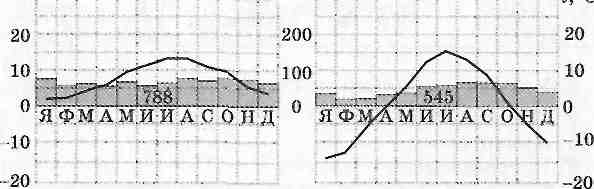 20 200 20
10 100 10
788 545
0 0 0
Я Ф М А М И И А С О Н Д Я Ф М А М И И А С О Н Д
-10 -10
-20 -20